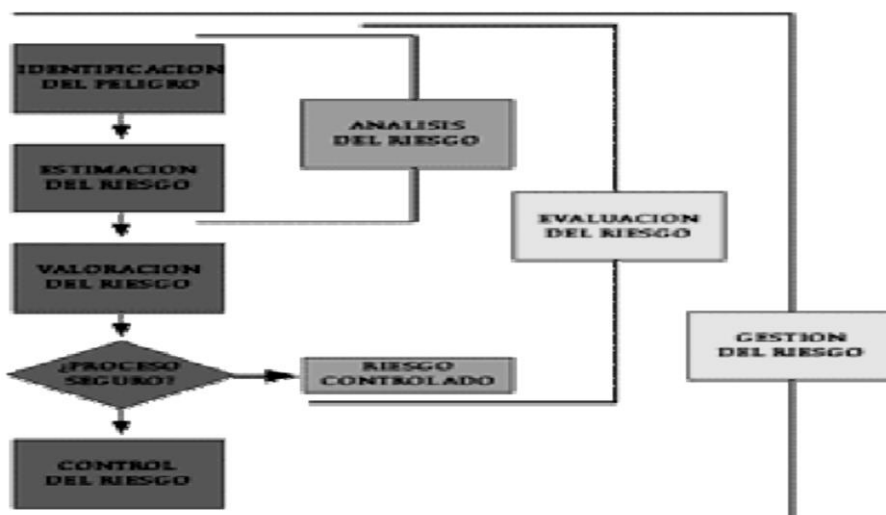 IDENTIFICACION
DEL PELIGRO
ANALISIS
DEL RIESGO
ESTIMACION
DEL RIESGO
EVALUACION
DEL RIESGO
VALORACION
DEL RIESGO
GESTION
DEL RIESGO
¿PROCESO
SEGURO?
RIESGO
CONTROLADO
CONTROL
DEL RIESGO